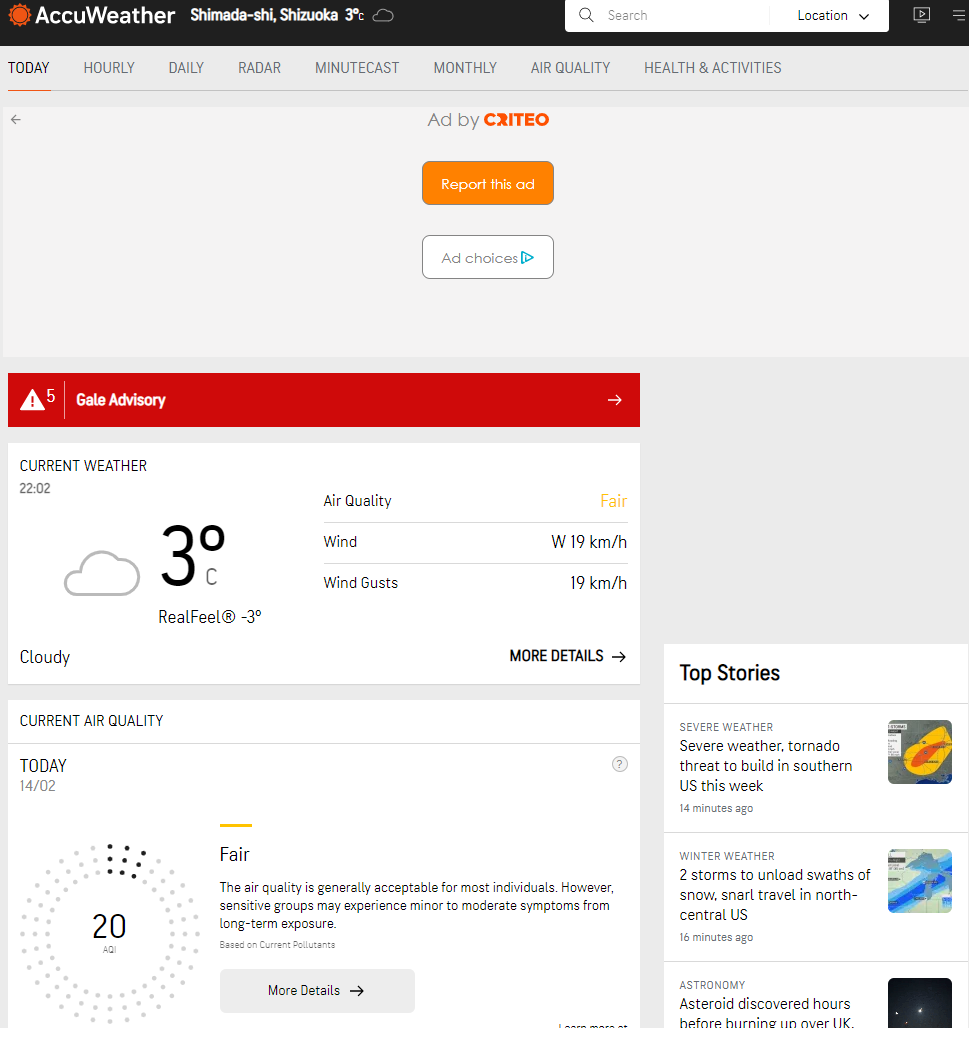 AccuWeather
Shimada-shi, Shizuoka 3°C
Search
Location
TODAY HOURLY DAILY RADAR MINUTECAST MONTHLY AIR QUALITY HEALTH & ACTIVITIES
Ad by CRITEO
Report this ad
Ad choices
5 Gale Advisory
CURRENT WEATHER
22:02
3°
C
RealFeel® -3°
Cloudy
Air Quality Fair
Wind W 19 km/h
Wind Gusts 19 km/h
MORE DETAILS
CURRENT AIR QUALITY
TODAY
14/02
?
20
AQI
Fair
The air quality is generally acceptable for most individuals. However,
sensitive groups may experience minor to moderate symptoms from
long-term exposure.
Based on Current Pollutants
More Details
Learn more at
Top Stories
SEVERE WEATHER
Severe weather, tornado
threat to build in southern
US this week
14 minutes ago
WINTER WEATHER
2 storms to unload swaths of
snow, snarl travel in north-
central US
16 minutes ago
ASTRONOMY
Asteroid discovered hours
before burning up over UK,